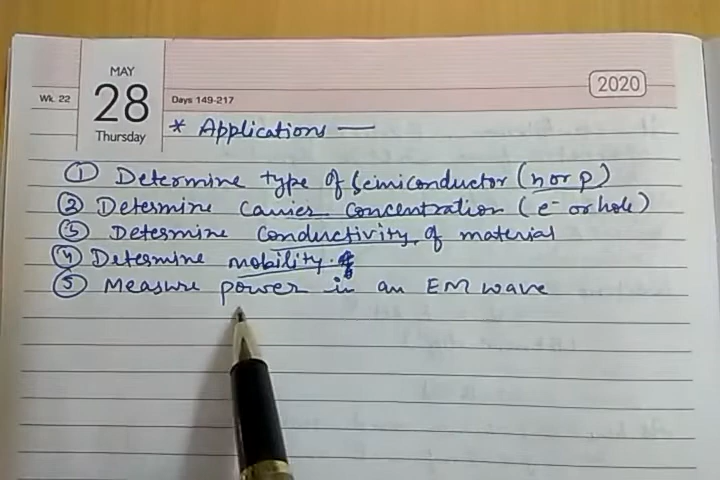 MAY
2020
Wk. 22
28
Days 149-217
Thursday
* Applications —
① Determine type of semiconductor (n or p)
② Determine carrier concentration (e⁻ or hole)
③ Determine conductivity of material
④ Determine mobility.
⑤ Measure power in an EM wave